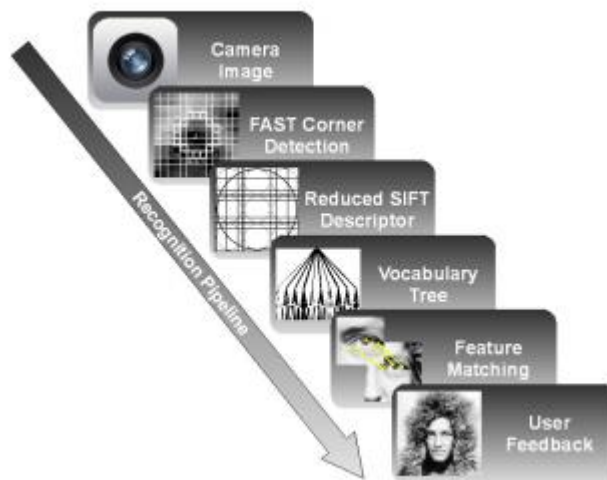 Camera
Image
FAST Corner
Detection
Reduced SIFT
Descriptor
Vocabulary
Tree
Feature
Matching
User
Feedback
Recognition Pipeline